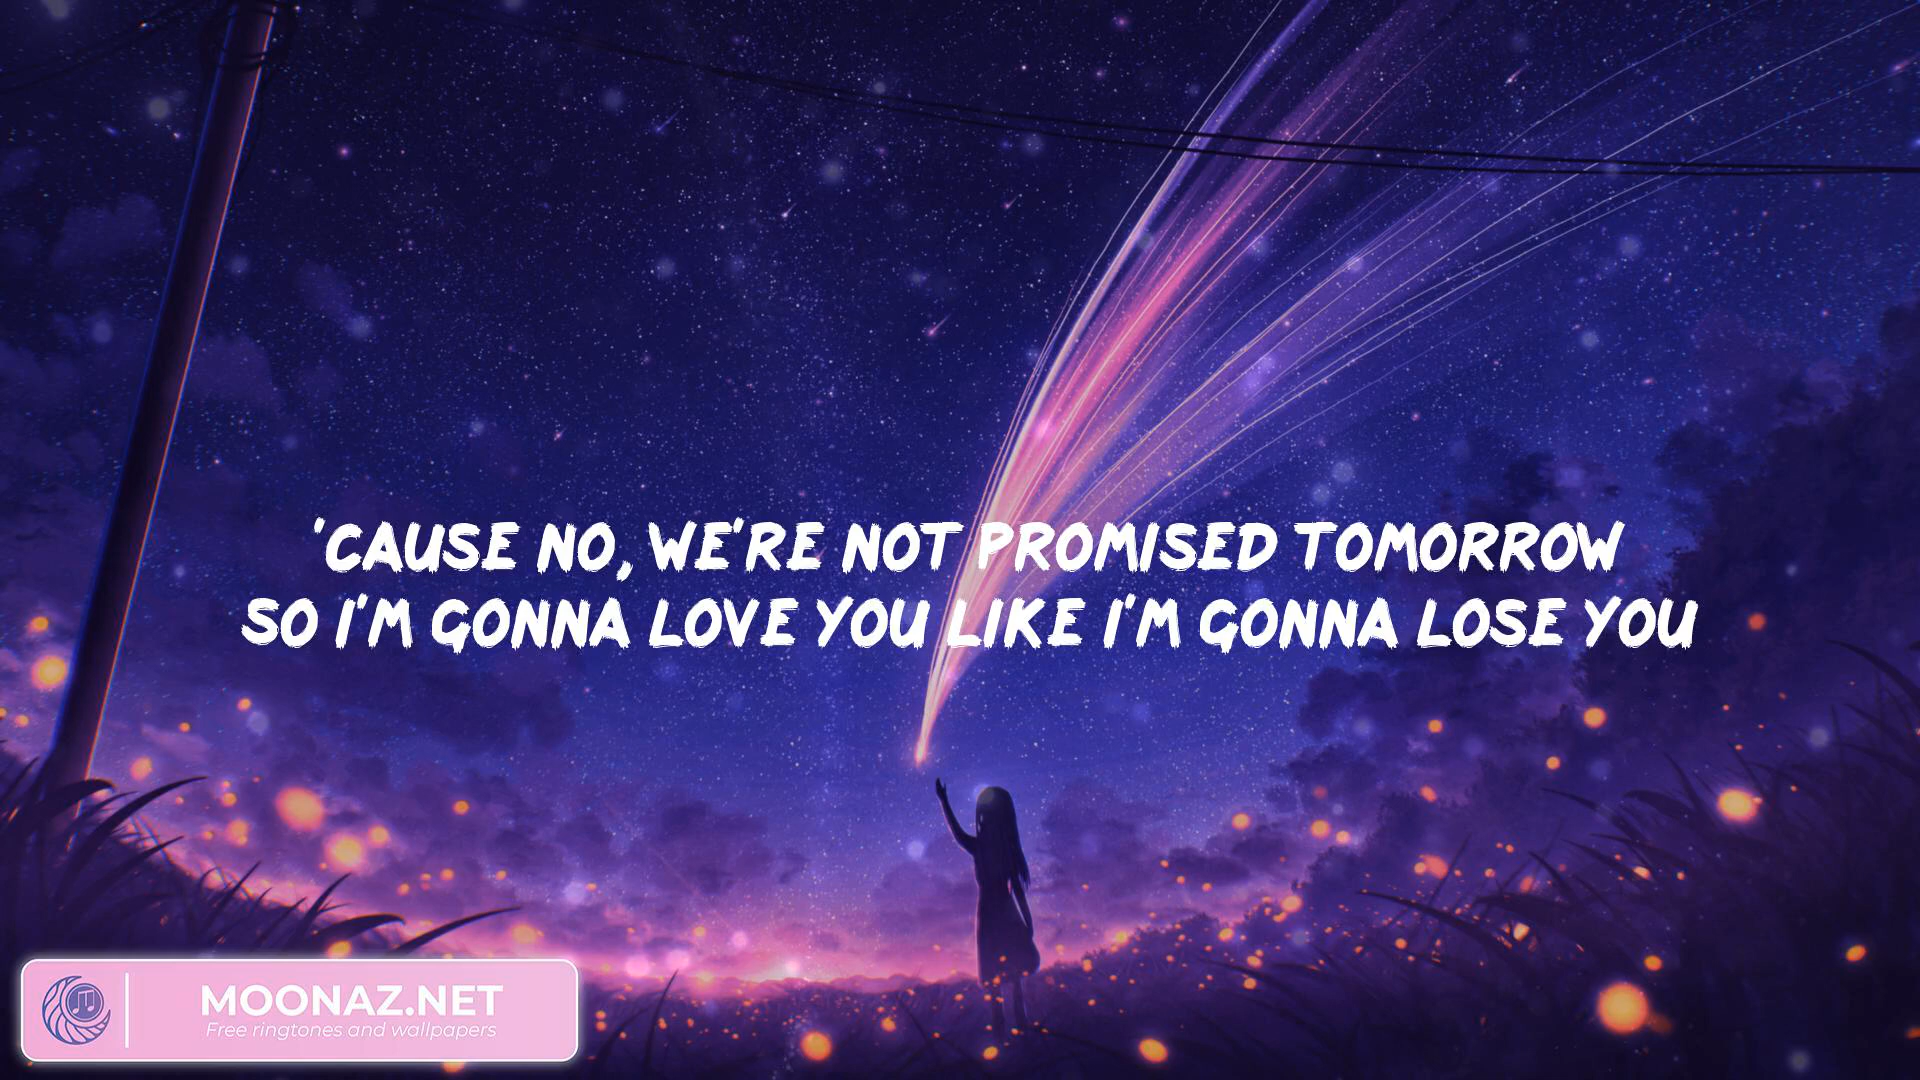 'CAUSE NO, WE'RE NOT PROMISED TOMORROW
SO I'M GONNA LOVE YOU LIKE I'M GONNA LOSE YOU
MOONAZ.NET
Free ringtones and wallpapers